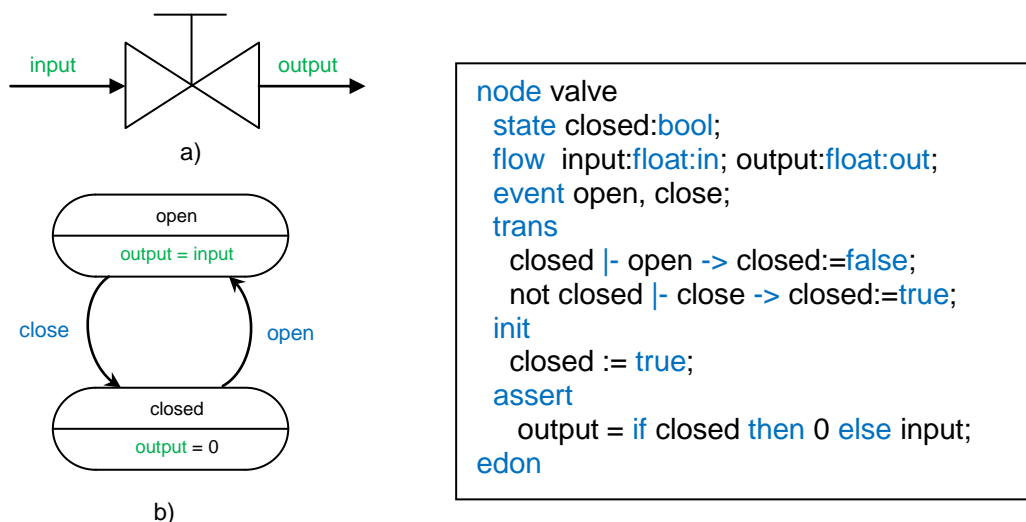 input
output
a)
open
output = input
close
open
closed
output = 0
b)
node valve
state closed:bool;
flow input:float:in; output:float:out;
event open, close;
trans
closed |- open -> closed:=false;
not closed |- close -> closed:=true;
init
closed := true;
assert
output = if closed then 0 else input;
edon